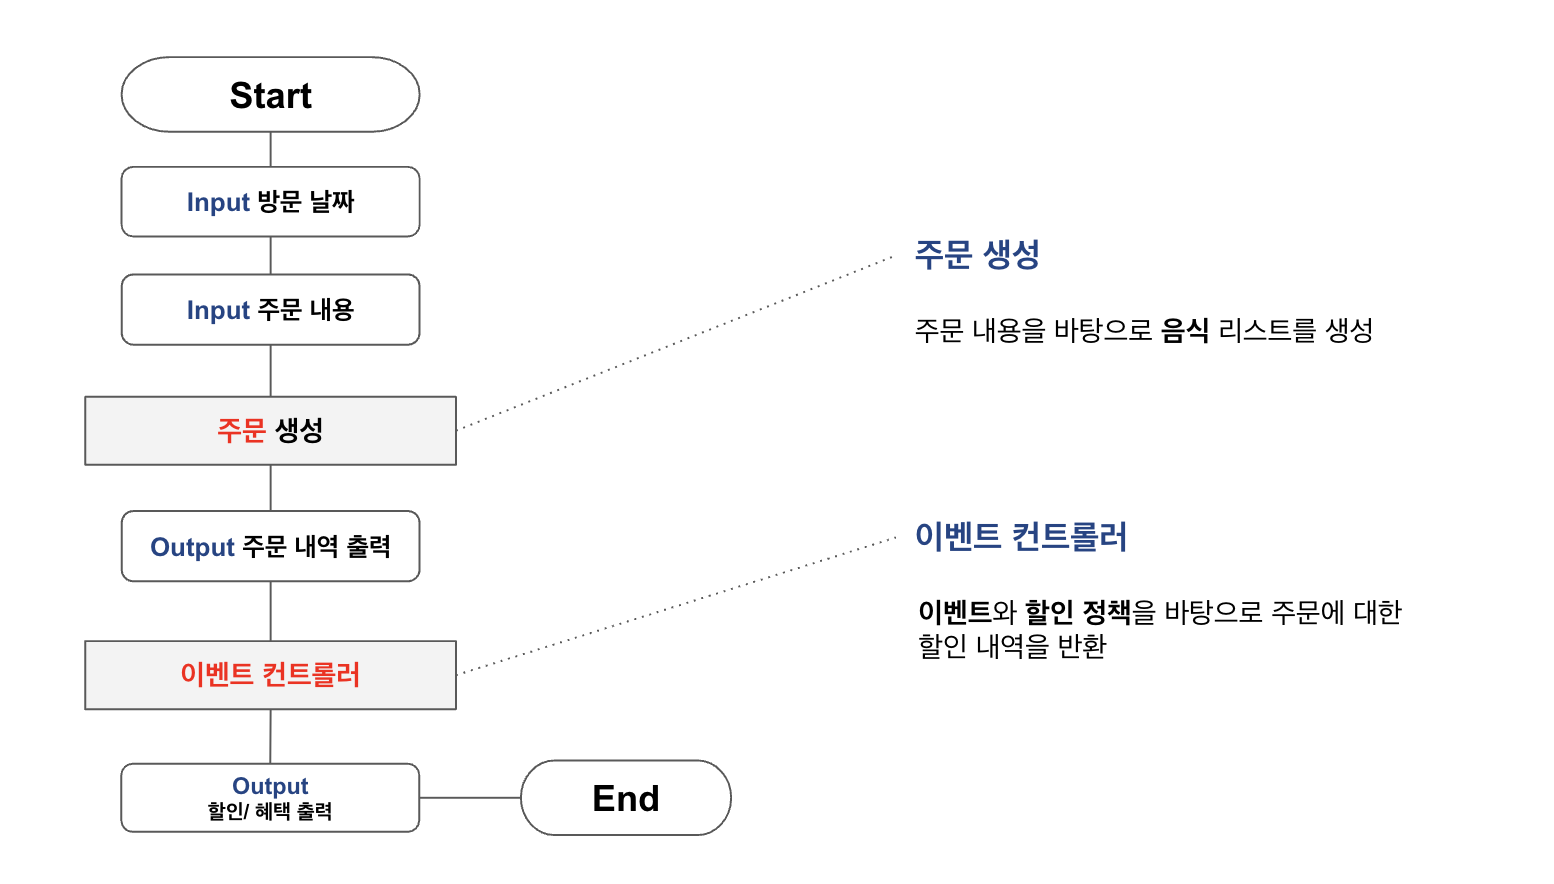 Start
Input 방문 날짜
Input 주문 내용
주문 생성
Output 주문 내역 출력
이벤트 컨트롤러
Output
할인/ 혜택 출력
End
주문 생성
주문 내용을 바탕으로 음식 리스트를 생성
이벤트 컨트롤러
이벤트와 할인 정책을 바탕으로 주문에 대한
할인 내역을 반환